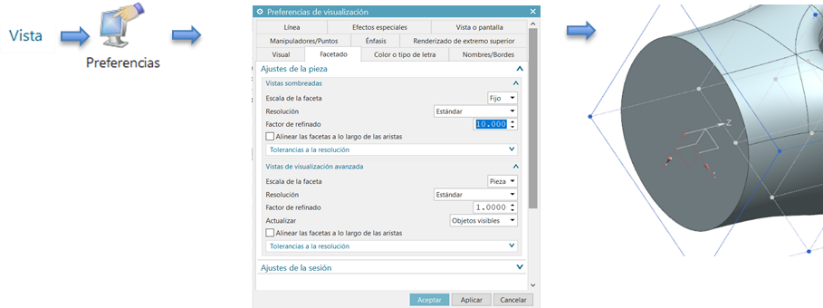 Vista
Preferencias
Preferencias de visualización
Línea Efectos especiales Vista o pantalla
Manipuladores/Puntos Énfasis Renderizado de extremo superior
Visual Facetado Color o tipo de letra Nombres/Bordes
Ajustes de la pieza
Vistas sombreadas
Escala de la faceta Fijo
Resolución Estándar
Factor de refinado 10.000
Alinear las facetas a lo largo de las aristas
Tolerancias a la resolución
Vistas de visualización avanzada
Escala de la faceta Pieza
Resolución Estándar
Factor de refinado 1.0000
Actualizar Objetos visibles
Alinear las facetas a lo largo de las aristas
Tolerancias a la resolución
Ajustes de la sesión
Aceptar Aplicar Cancelar
Z